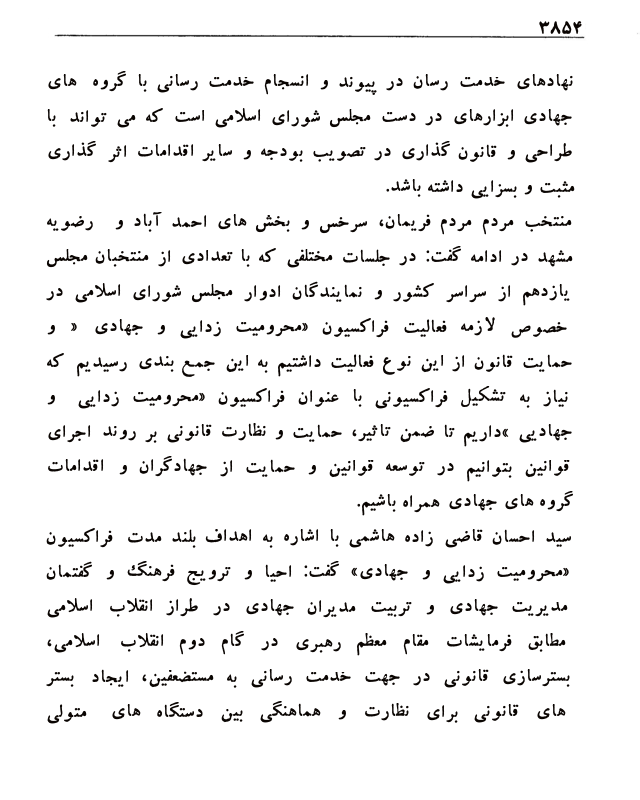 ۳۸۵۴
نهادهای خدمت رسان در پیوند و انسجام خدمت رسانی با گروه های
جهادی ابزارهای در دست مجلس شورای اسلامی است که می تواند با
طراحی و قانون گذاری در تصویب بودجه و سایر اقدامات اثر گذاری
مثبت و بسزایی داشته باشد.
منتخب مردم مردم فریمان، سرخس و بخش های احمد آباد و رضویه
مشهد در ادامه گفت: در جلسات مختلفی که با تعدادی از منتخبان مجلس
یازدهم از سراسر کشور و نمایندگان ادوار مجلس شورای اسلامی در
خصوص لازمه فعالیت فراکسیون «محرومیت زدایی و جهادی « و
حمایت قانون از این نوع فعالیت داشتیم به این جمع بندی رسیدیم که
نیاز به تشکیل فراکسیونی با عنوان فراکسیون «محرومیت زدایی و
جهادیی »داریم تا ضمن تاثیر، حمایت و نظارت قانونی بر روند اجرای
قوانین بتوانیم در توسعه قوانین و حمایت از جهادگران و اقدامات
گروه های جهادی همراه باشیم.
سید احسان قاضی زاده هاشمی با اشاره به اهداف بلند مدت فراکسیون
«محرومیت زدایی و جهادی» گفت: احیا و ترویج فرهنگ و گفتمان
مدیریت جهادی و تربیت مدیران جهادی در طراز انقلاب اسلامی
مطابق فرمایشات مقام معظم رهبری در گام دوم انقلاب اسلامی،
بسترسازی قانونی در جهت خدمت رسانی به مستضعفین، ایجاد بستر
های قانونی برای نظارت و هماهنگی بین دستگاه های متولی